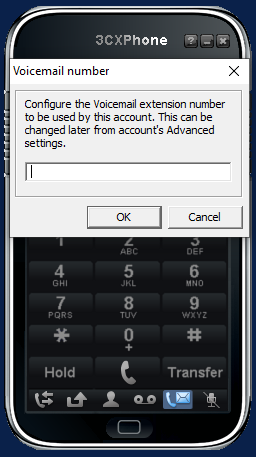 3CXPhone
Voicemail number
Configure the Voicemail extension number
to be used by this account. This can be
changed later from account's Advanced
settings.
OK Cancel
1 2 3
ABC DEF
4 5 6
GHI JKL MNO
7 8 9
PQRS TUV WXYZ
* 0 #
+
Hold Transfer